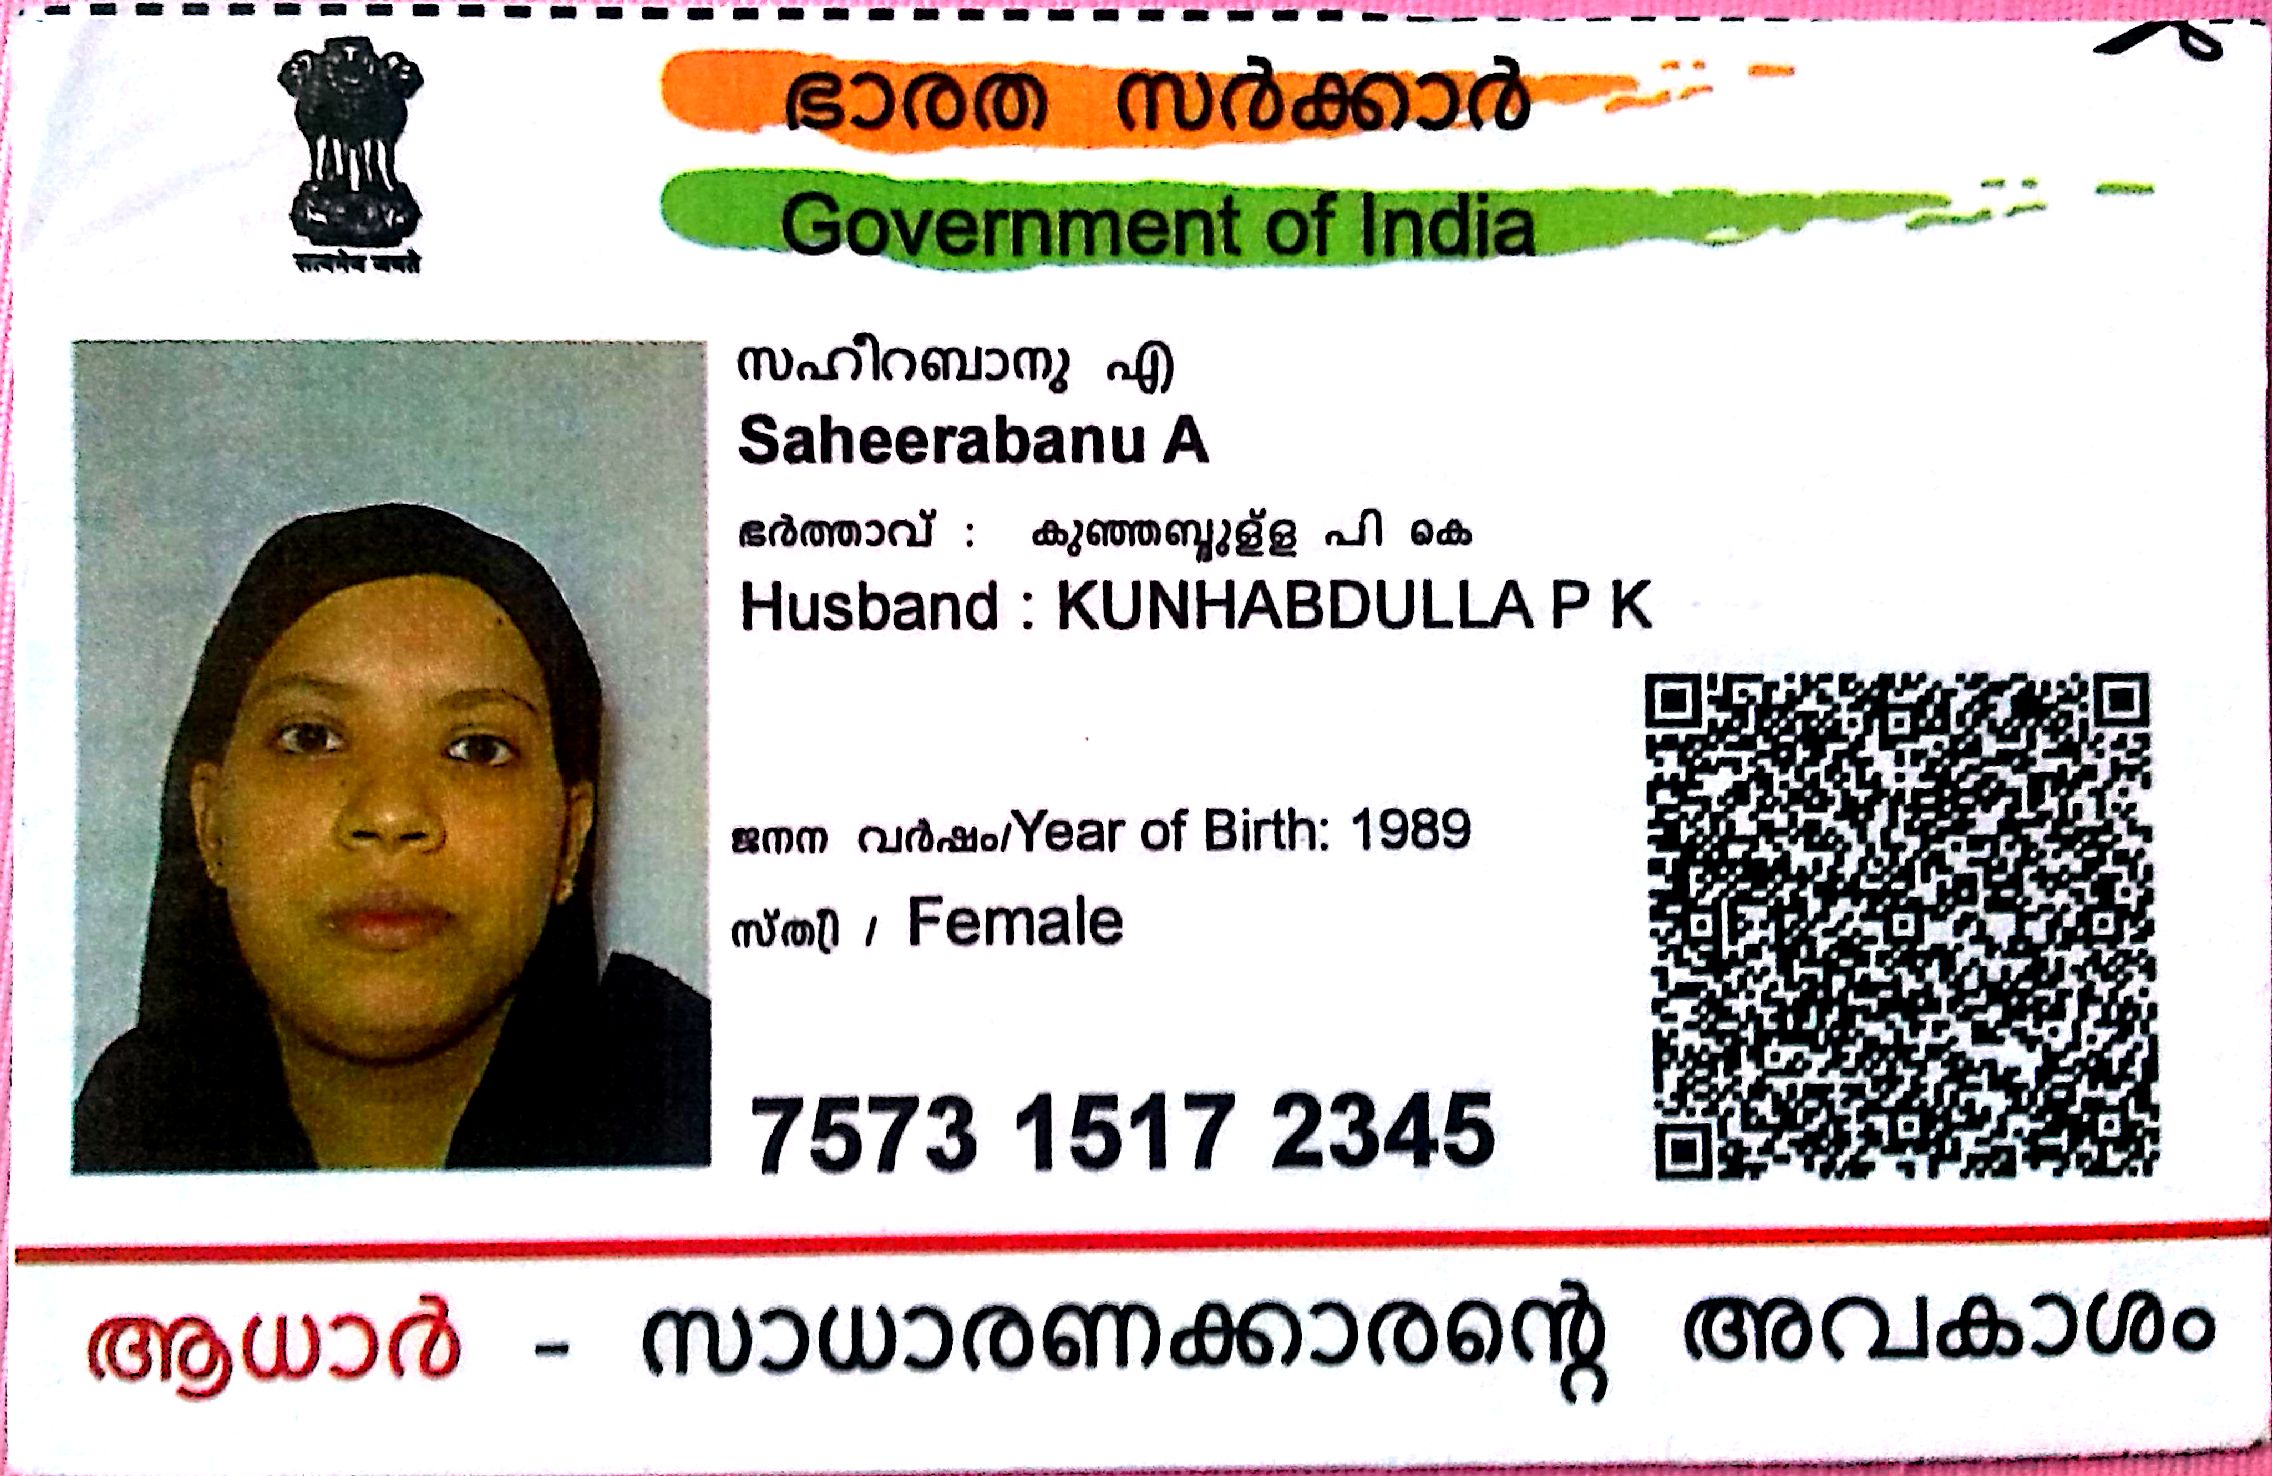 ഭാരത സർക്കാർ
Government of India
सत्यमेव जयते
സഹീറബാനു എ
Saheerabanu A
ഭർത്താവ് : കുഞ്ഞബ്ദുള്ള പി കെ
Husband : KUNHABDULLA P K
ജനന വർഷം/Year of Birth: 1989
സ്ത്രീ / Female
7573 1517 2345
ആധാർ - സാധാരണക്കാരന്റെ അവകാശം